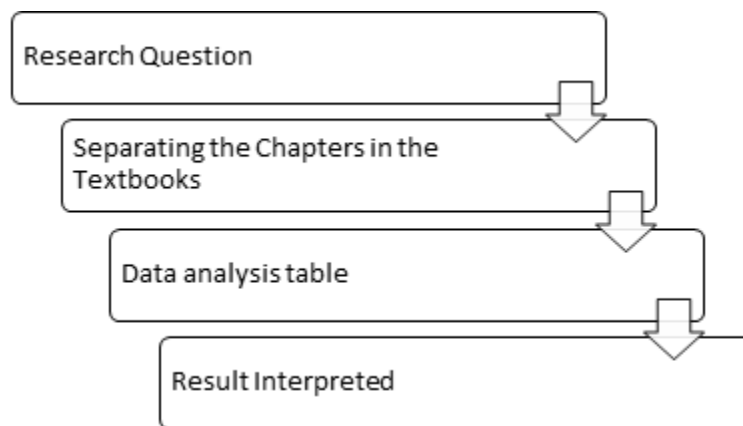 Research Question
Separating the Chapters in the
Textbooks
Data analysis table
Result Interpreted